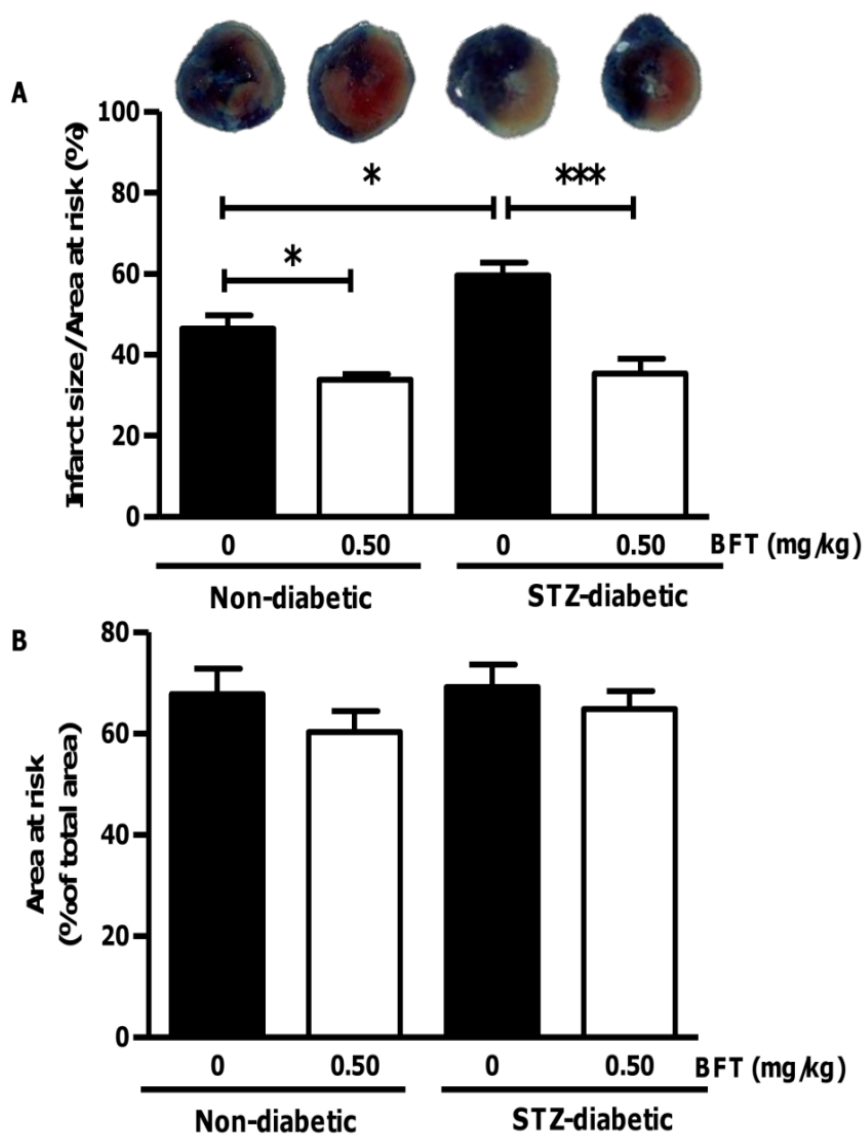 A
100
80
60
40
20
0
Infarct size/Area at risk (%)
*
***
*
0 0.50 0 0.50 BFT (mg/kg)
Non-diabetic STZ-diabetic
B
80
60
40
20
0
Area at risk
(% of total area)
0 0.50 0 0.50 BFT (mg/kg)
Non-diabetic STZ-diabetic